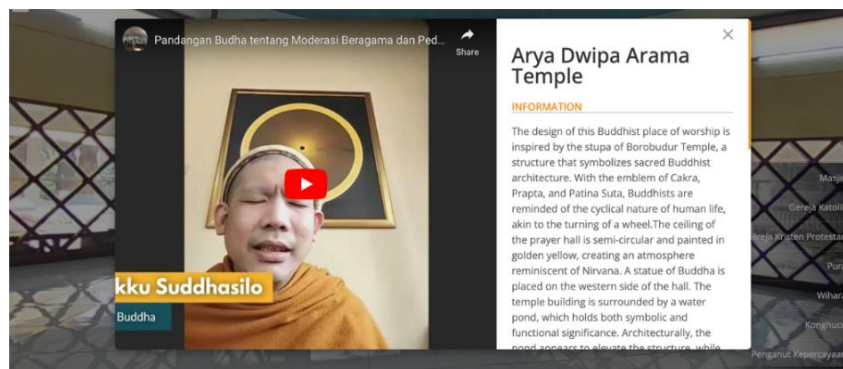 Pandangan Budha tentang Moderasi Beragama dan Ped...
Share
kku Suddhasilo
Buddha
Arya Dwipa Arama
Temple
INFORMATION
The design of this Buddhist place of worship is
inspired by the stupa of Borobudur Temple, a
structure that symbolizes sacred Buddhist
architecture. With the emblem of Cakra,
Prapta, and Patina Suta, Buddhists are
reminded of the cyclical nature of human life,
akin to the turning of a wheel.The ceiling of
the prayer hall is semi-circular and painted in
golden yellow, creating an atmosphere
reminiscent of Nirvana. A statue of Buddha is
placed on the western side of the hall. The
temple building is surrounded by a water
pond, which holds both symbolic and
functional significance. Architecturally, the
pond appears to elevate the structure, while
Masji
Gereja Katoli
ereja Kristen Protestan
Pura
Wihara
Konghucu
Penganut Kepercayaan